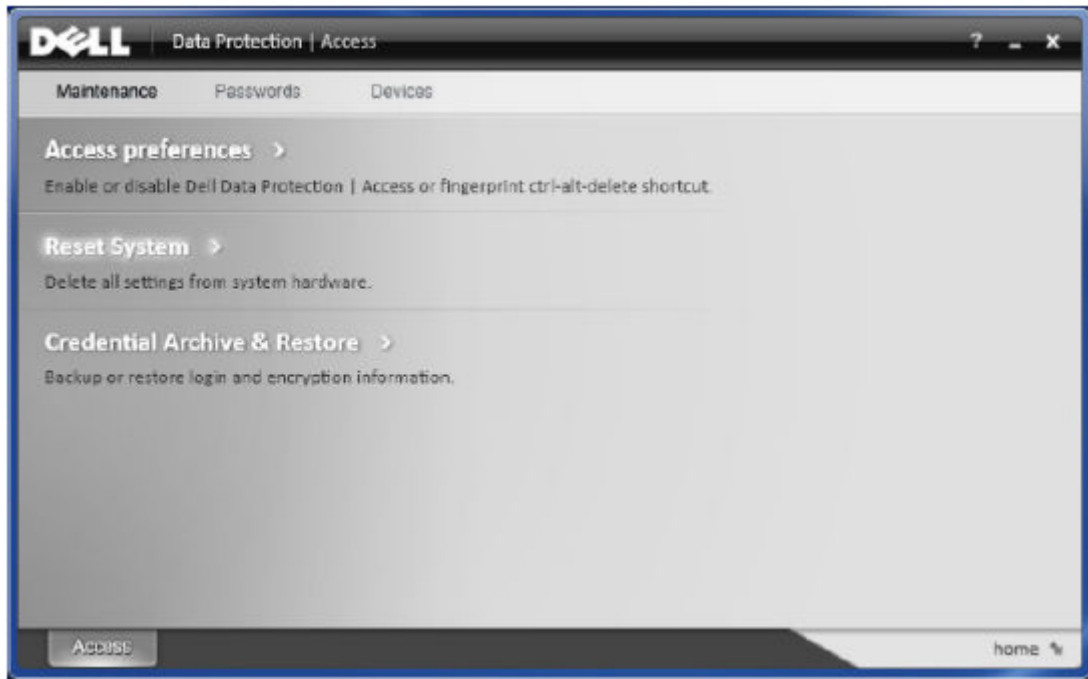 DELL Data Protection | Access ? - x
Maintenance Passwords Devices
Access preferences >
Enable or disable Dell Data Protection | Access or fingerprint ctrl-alt-delete shortcut.
Reset System >
Delete all settings from system hardware.
Credential Archive & Restore >
Backup or restore login and encryption information.
Access home